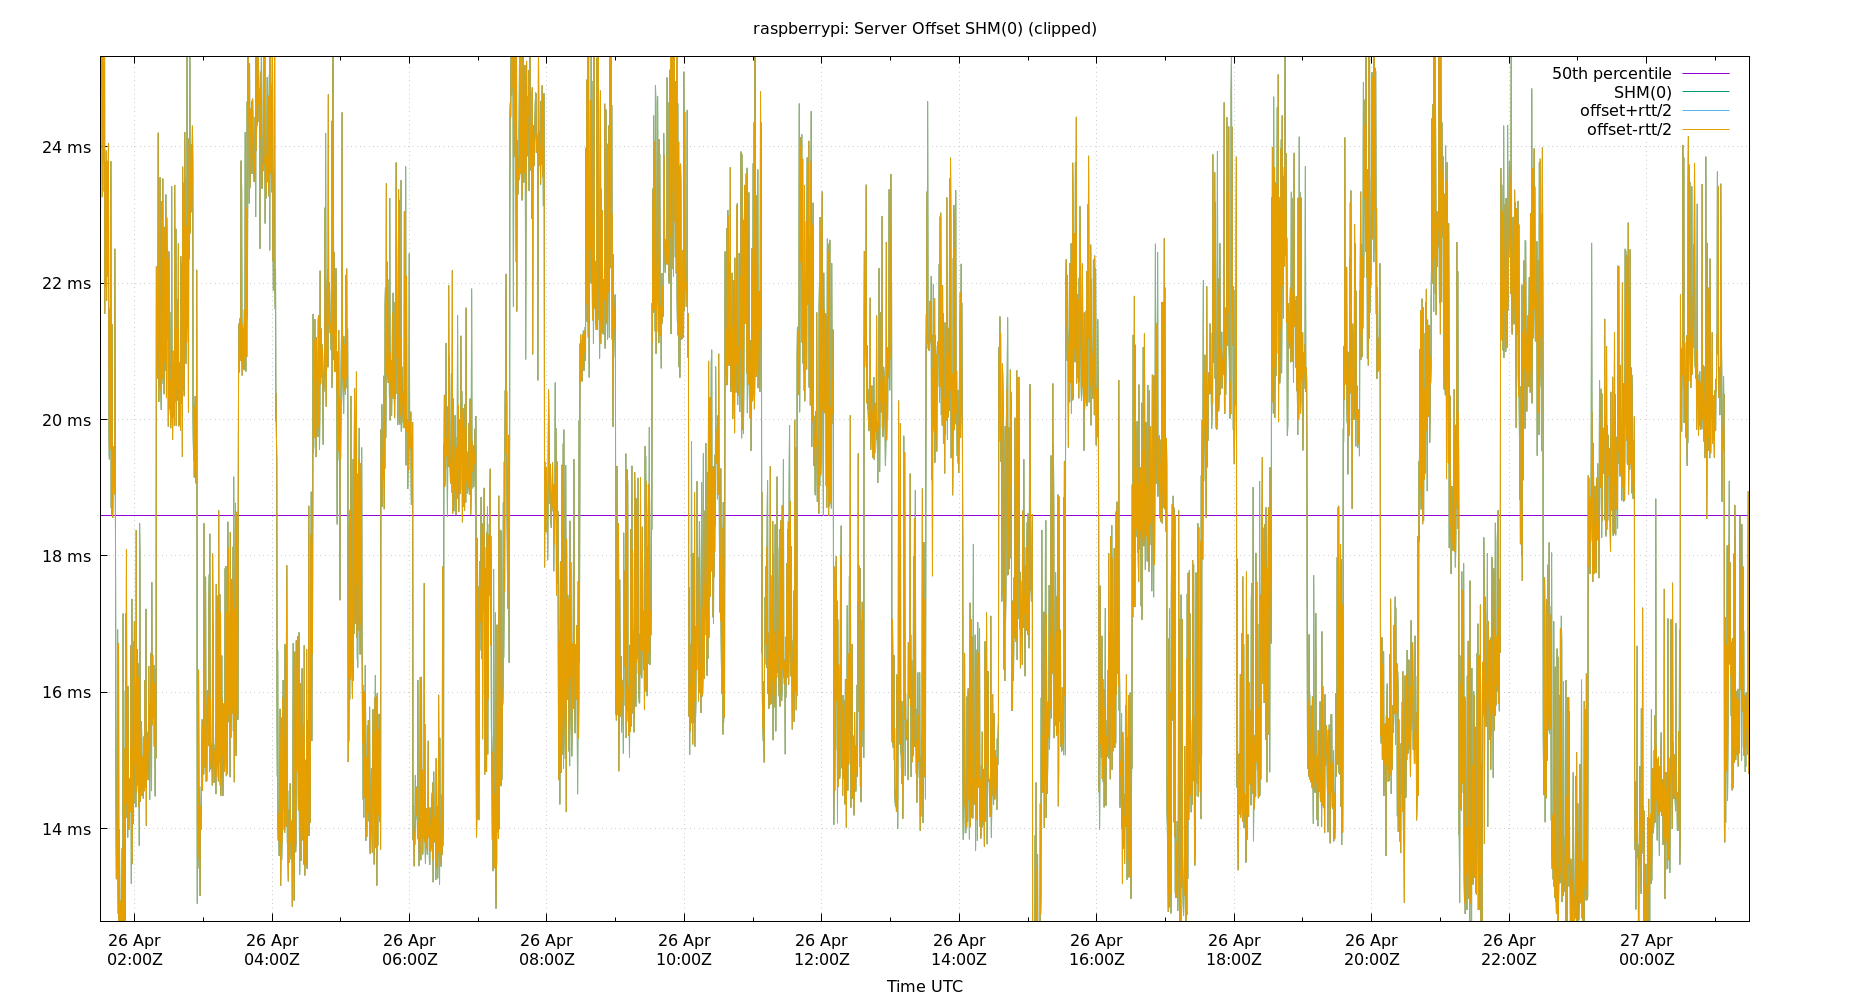 raspberrypi: Server Offset SHM(0) (clipped)
50th percentile
SHM(0)
offset+rtt/2
offset-rtt/2
24 ms
22 ms
20 ms
18 ms
16 ms
14 ms
26 Apr 26 Apr 26 Apr 26 Apr 26 Apr 26 Apr 26 Apr 26 Apr 26 Apr 26 Apr 26 Apr 27 Apr
02:00Z 04:00Z 06:00Z 08:00Z 10:00Z 12:00Z 14:00Z 16:00Z 18:00Z 20:00Z 22:00Z 00:00Z
Time UTC